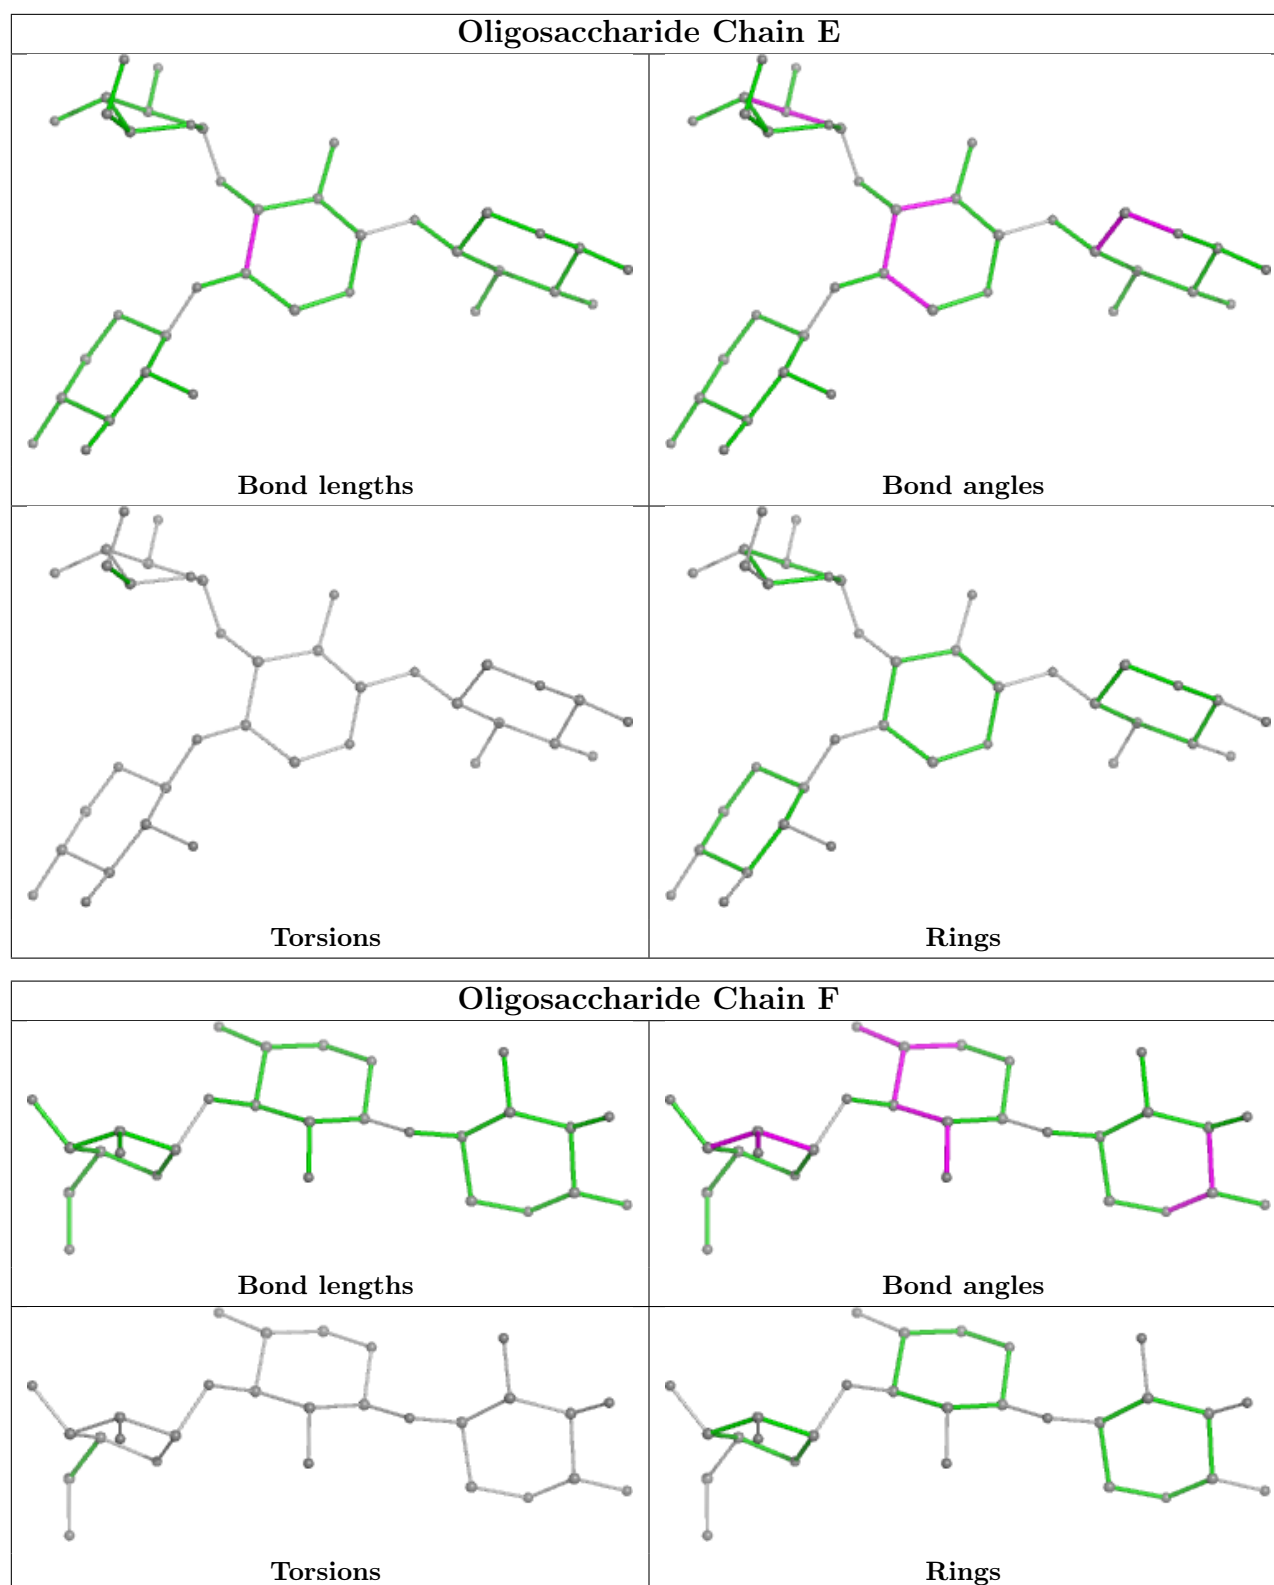 Oligosaccharide Chain E
Bond lengths
Bond angles
Torsions
Rings
Oligosaccharide Chain F
Bond lengths
Bond angles
Torsions
Rings